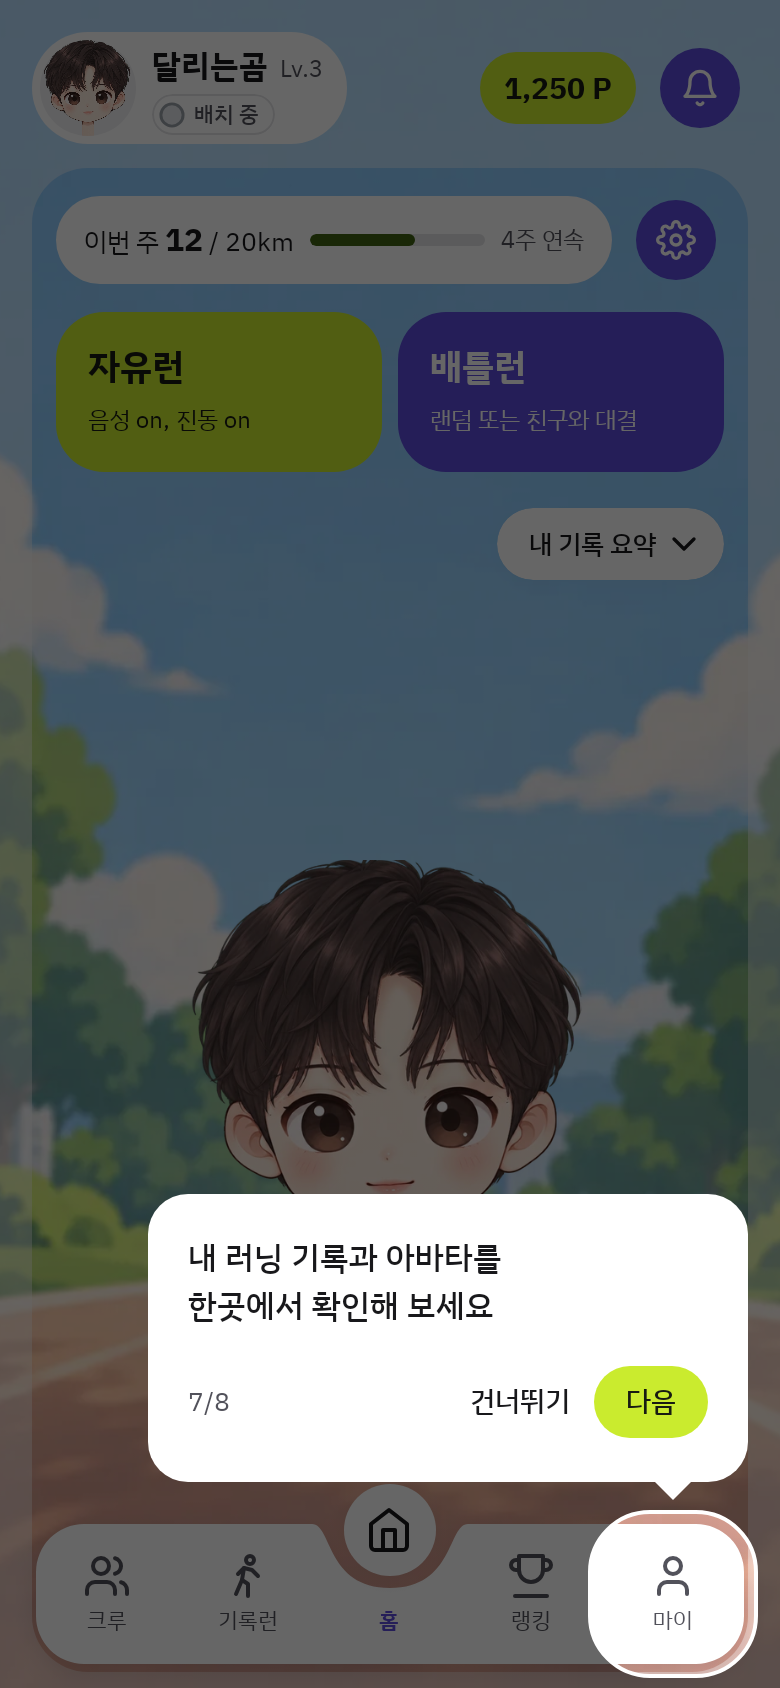 달리는곰 Lv.3
배치 중
1,250 P
이번 주 12 / 20km
4주 연속
자유런
음성 on, 진동 on
배틀런
랜덤 또는 친구와 대결
내 기록 요약
내 러닝 기록과 아바타를
한곳에서 확인해 보세요
7/8
건너뛰기
다음
크루
기록런
홈
랭킹
마이